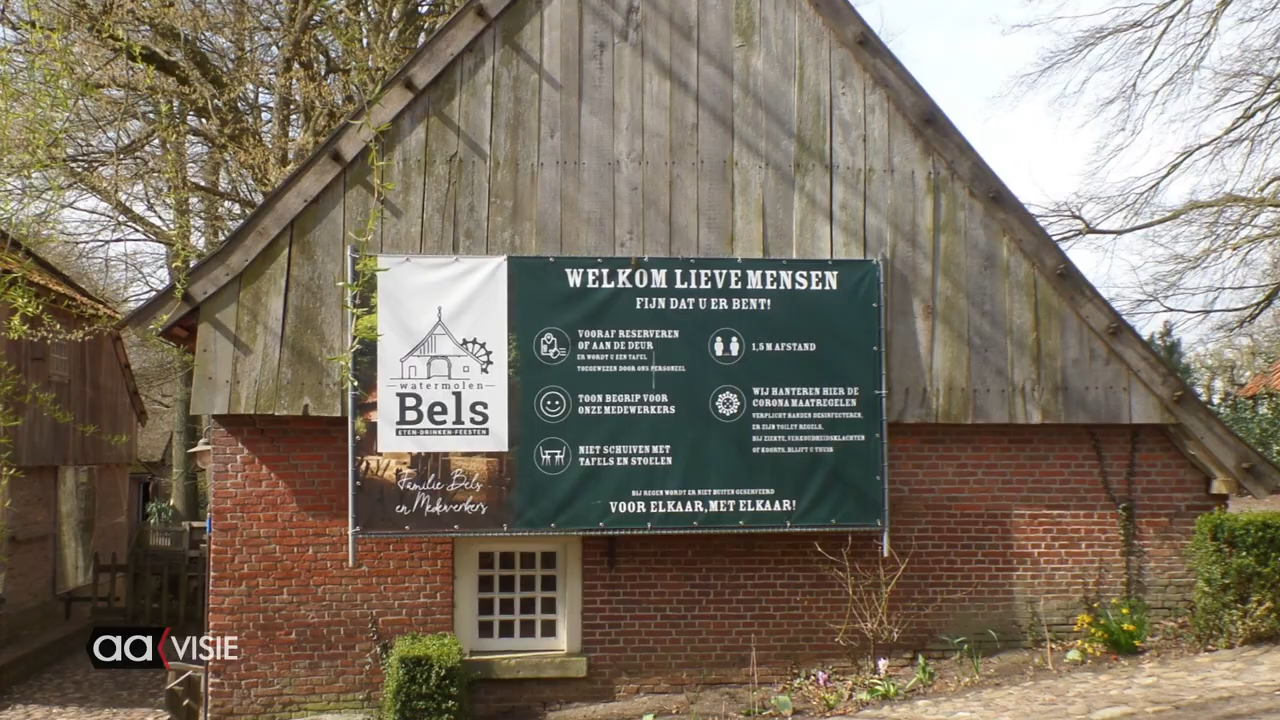 WELKOM LIEVE MENSEN
FIJN DAT U ER BENT!
VOORAF RESERVEREN
OF AAN DE DEUR
ER WORDT U EEN TAFEL
TOEGEWEZEN DOOR ONS PERSONEEL
TOON BEGRIP VOOR
ONZE MEDEWERKERS
NIET SCHUIVEN MET
TAFELS EN STOELEN
1,5 M AFSTAND
WIJ HANTEREN HIER DE
CORONA MAATREGELEN
VERPLICHT HANDEN DESINFECTEREN,
ER ZIJN TOILET REGELS,
BIJ ZIEKTE, VERKOUDHEIDSKLACHTEN
OF KOORTS, BLIJFT U THUIS
BIJ REGEN WORDT ER NIET BUITEN GESERVEERD
VOOR ELKAAR, MET ELKAAR!
watermolen
Bels
ETEN-DRINKEN-FEESTEN
Familie Bels
en Medewerkers
aa VISIE